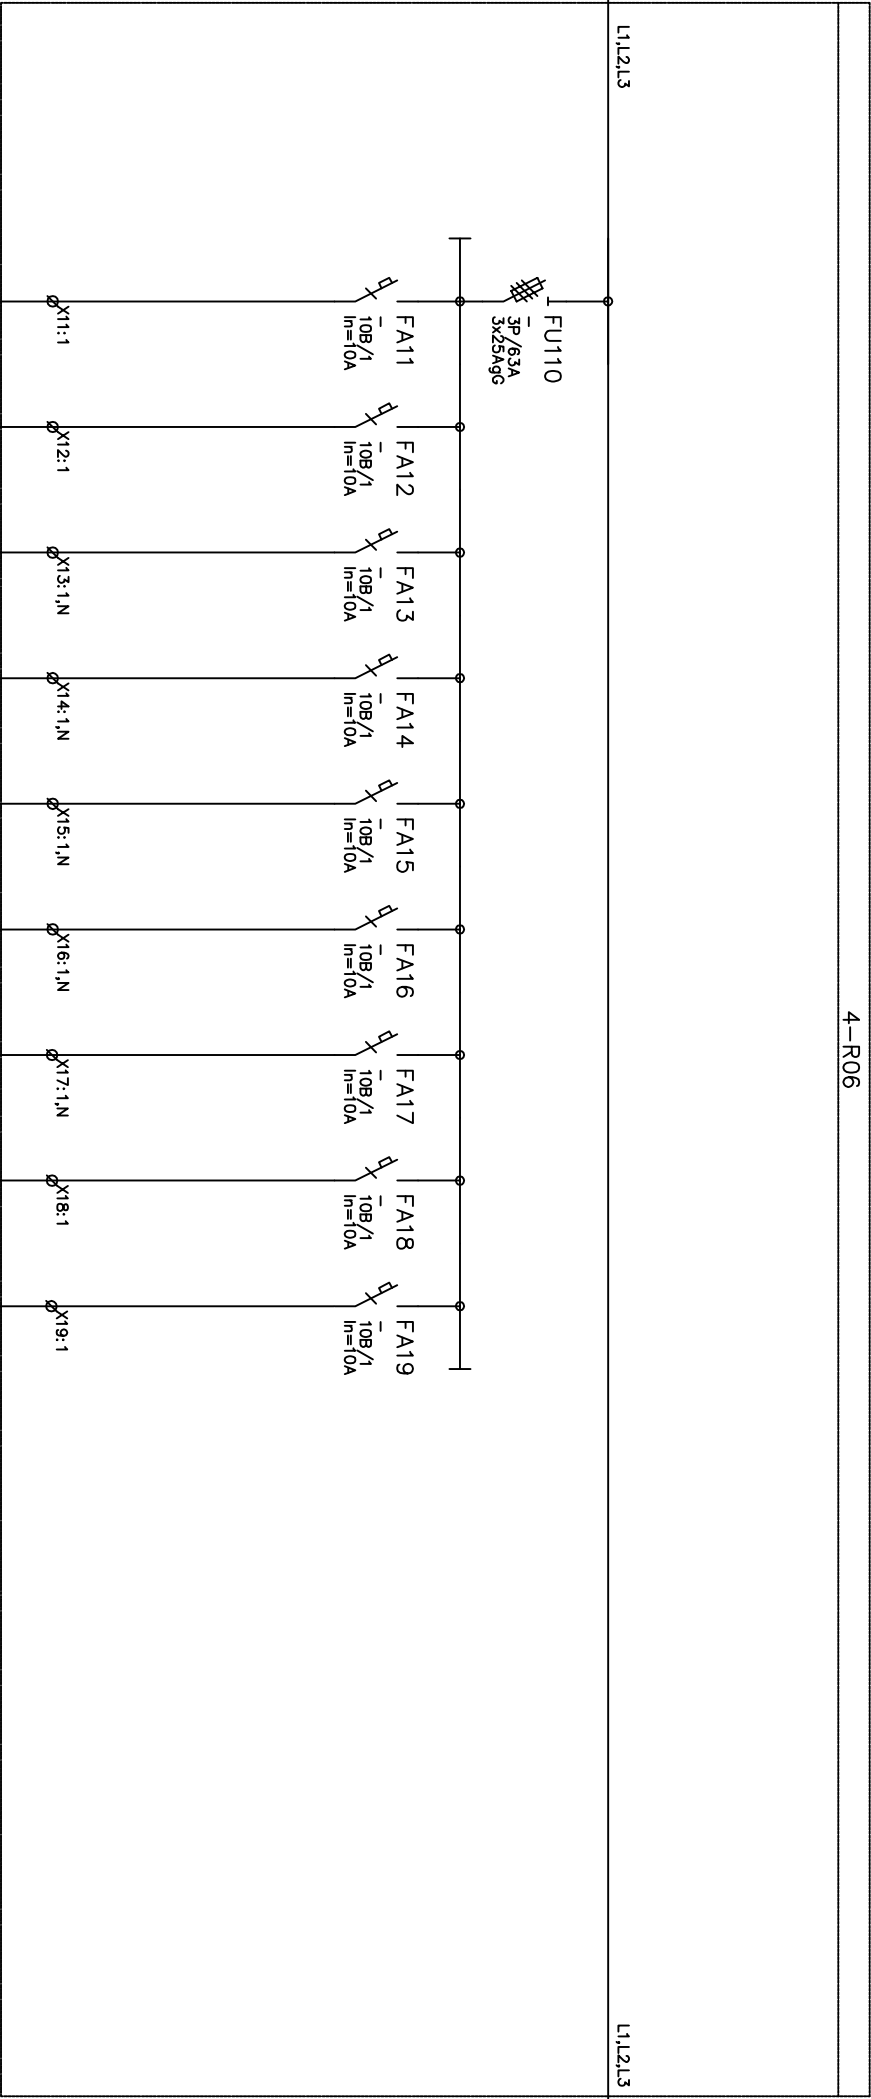 4-R06
L1,L2,L3
L1,L2,L3
FU110
-
3P/63A
3x25AgG
FA11
-
10B/1
In=10A
FA12
-
10B/1
In=10A
FA13
-
10B/1
In=10A
FA14
-
10B/1
In=10A
FA15
-
10B/1
In=10A
FA16
-
10B/1
In=10A
FA17
-
10B/1
In=10A
FA18
-
10B/1
In=10A
FA19
-
10B/1
In=10A
X11:1
X12:1
X13:1,N
X14:1,N
X15:1,N
X16:1,N
X17:1,N
X18:1
X19:1